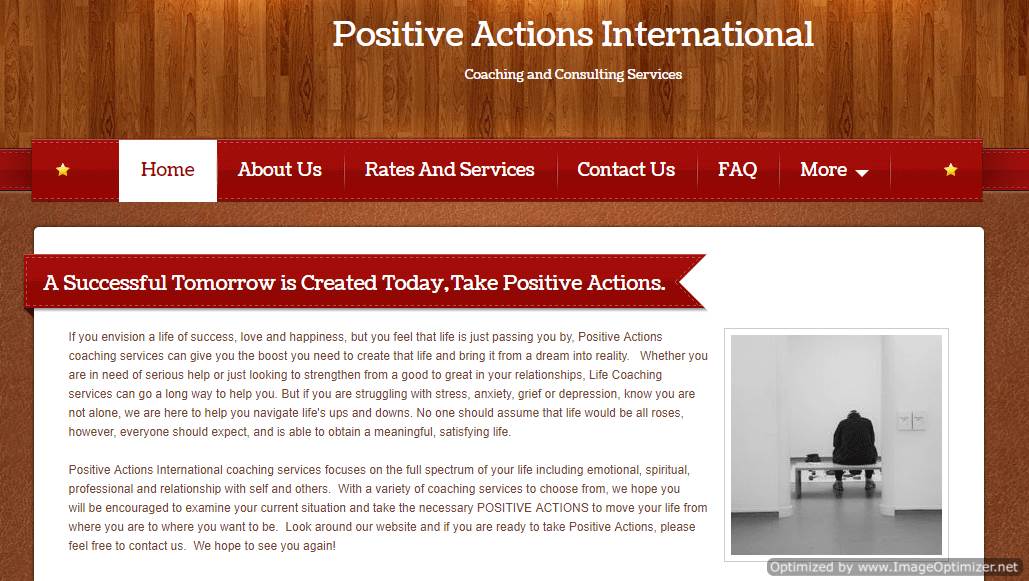 Positive Actions International
Coaching and Consulting Services
Home
About Us
Rates And Services
Contact Us
FAQ
More
A Successful Tomorrow is Created Today,Take Positive Actions.
If you envision a life of success, love and happiness, but you feel that life is just passing you by, Positive Actions
coaching services can give you the boost you need to create that life and bring it from a dream into reality.   Whether you
are in need of serious help or just looking to strengthen from a good to great in your relationships, Life Coaching
services can go a long way to help you. But if you are struggling with stress, anxiety, grief or depression, know you are
not alone, we are here to help you navigate life's ups and downs. No one should assume that life would be all roses,
however, everyone should expect, and is able to obtain a meaningful, satisfying life.
Positive Actions International coaching services focuses on the full spectrum of your life including emotional, spiritual,
professional and relationship with self and others.  With a variety of coaching services to choose from, we hope you
will be encouraged to examine your current situation and take the necessary POSITIVE ACTIONS to move your life from
where you are to where you want to be.  Look around our website and if you are ready to take Positive Actions, please
feel free to contact us.  We hope to see you again!
Optimized by www.ImageOptimizer.net